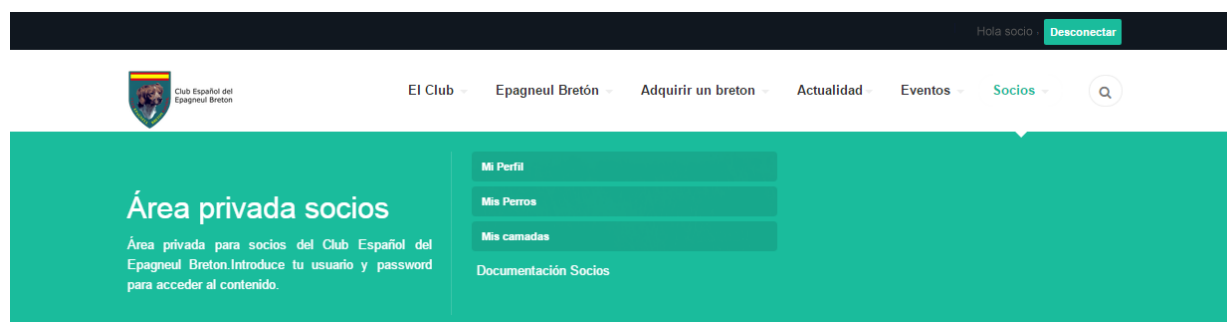 Hola socio - Desconectar
Club Español del
Epagneul Breton
El Club
Epagneul Bretón
Adquirir un breton
Actualidad
Eventos
Socios
Área privada socios
Área privada para socios del Club Español del
Epagneul Breton.Introduce tu usuario y password
para acceder al contenido.
Mi Perfil
Mis Perros
Mis camadas
Documentación Socios